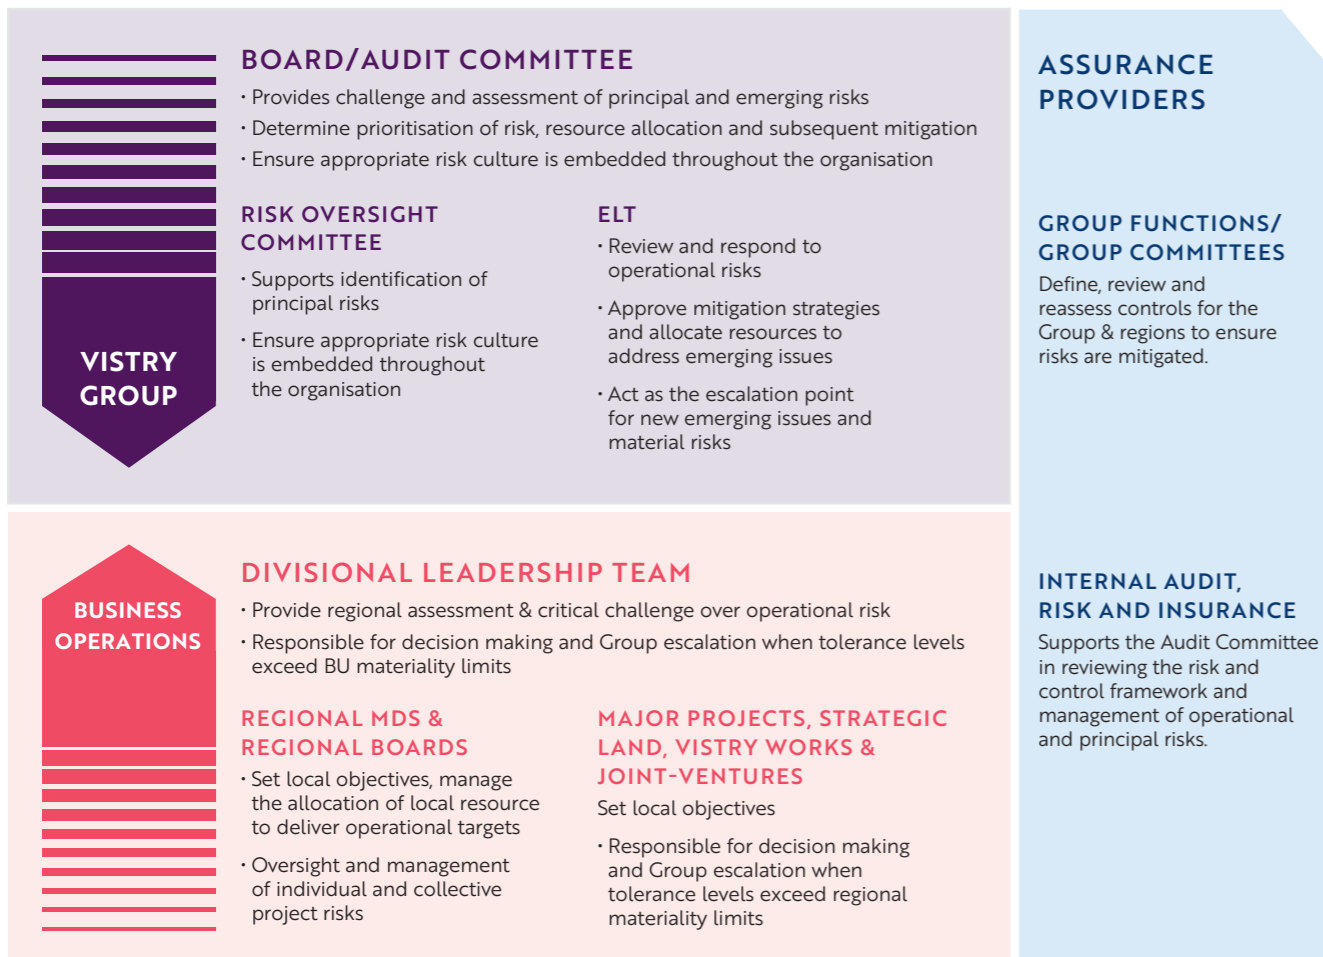 BOARD/AUDIT COMMITTEE
· Provides challenge and assessment of principal and emerging risks
· Determine prioritisation of risk, resource allocation and subsequent mitigation
· Ensure appropriate risk culture is embedded throughout the organisation
RISK OVERSIGHT
COMMITTEE
· Supports identification of
principal risks
· Ensure appropriate risk culture
is embedded throughout
the organisation
ELT
· Review and respond to
operational risks
· Approve mitigation strategies
and allocate resources to
address emerging issues
· Act as the escalation point
for new emerging issues and
material risks
VISTRY
GROUP
BUSINESS
OPERATIONS
DIVISIONAL LEADERSHIP TEAM
· Provide regional assessment & critical challenge over operational risk
· Responsible for decision making and Group escalation when tolerance levels
exceed BU materiality limits
REGIONAL MDS &
REGIONAL BOARDS
· Set local objectives, manage
the allocation of local resource
to deliver operational targets
· Oversight and management
of individual and collective
project risks
MAJOR PROJECTS, STRATEGIC
LAND, VISTRY WORKS &
JOINT-VENTURES
Set local objectives
· Responsible for decision making
and Group escalation when
tolerance levels exceed regional
materiality limits
ASSURANCE
PROVIDERS
GROUP FUNCTIONS/
GROUP COMMITTEES
Define, review and
reassess controls for the
Group & regions to ensure
risks are mitigated.
INTERNAL AUDIT,
RISK AND INSURANCE
Supports the Audit Committee
in reviewing the risk and
control framework and
management of operational
and principal risks.